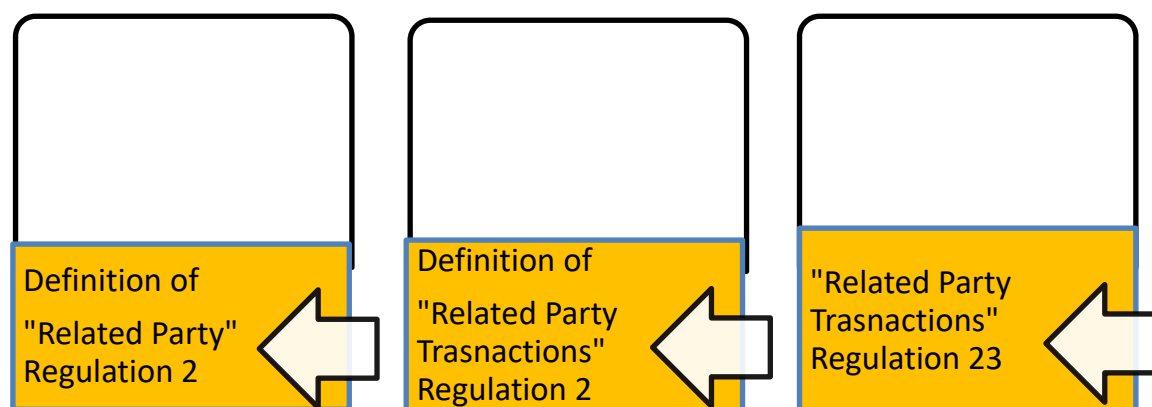 Definition of
"Related Party"
Regulation 2
Definition of
"Related Party
Trasnactions"
Regulation 2
"Related Party
Trasnactions"
Regulation 23